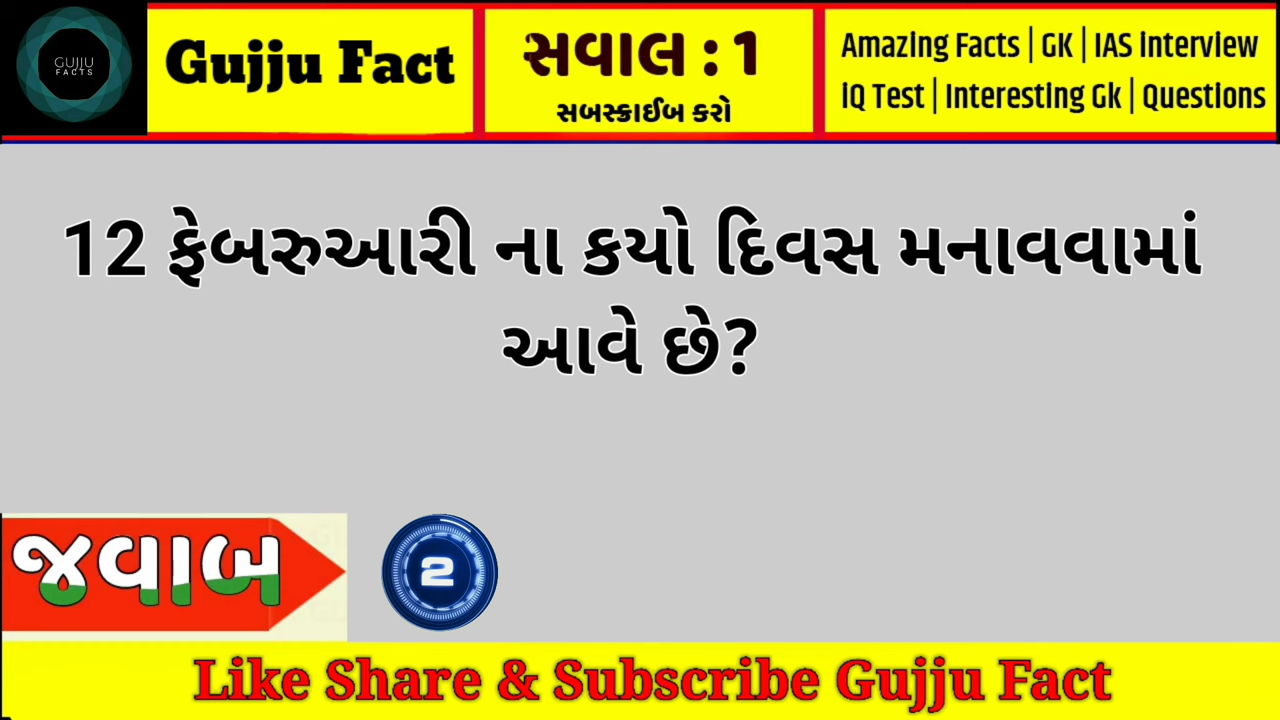 GUJJU
FACTS
Gujju Fact
સવાલ : 1
સબસ્ક્રાઈબ કરો
Amazing Facts | GK | IAS interview
iQ Test | Interesting Gk | Questions
12 ફેબરુઆરી ના કયો દિવસ મનાવવામાં
આવે છે?
જવાબ
2
Like Share & Subscribe Gujju Fact